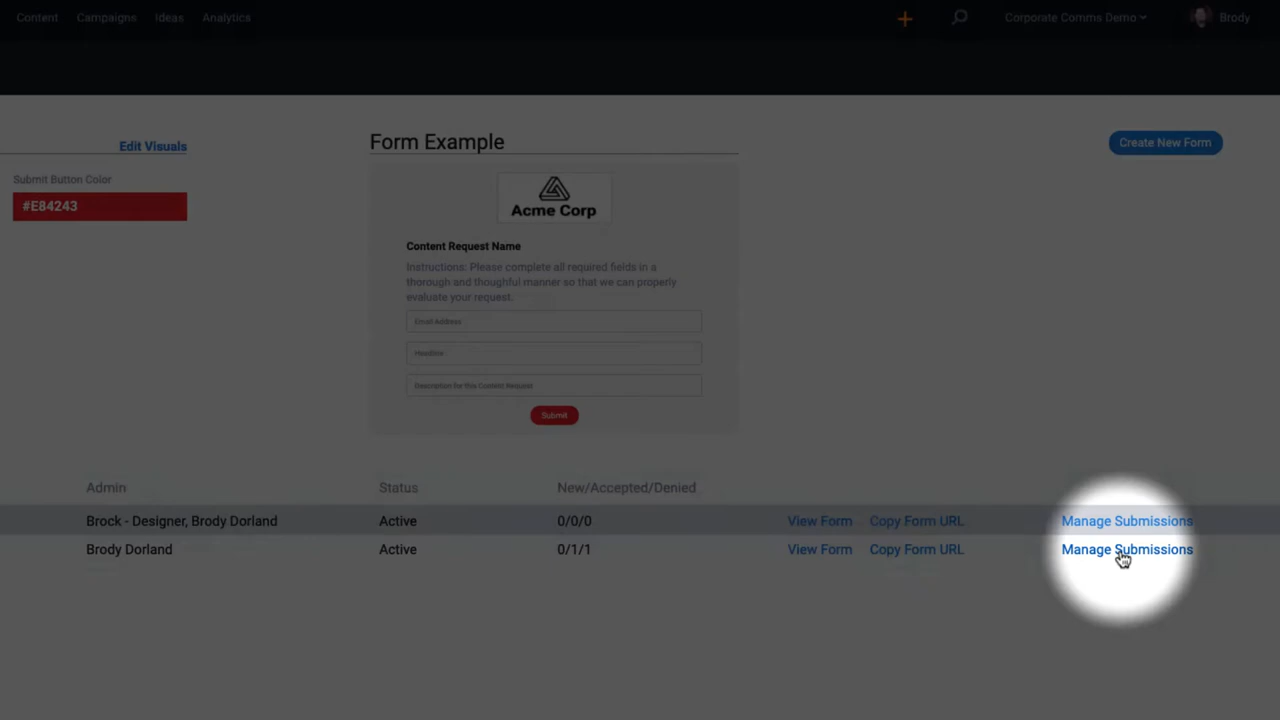 Content Campaigns Ideas Analytics Corporate Comms Demo Brody
Edit Visuals
Form Example
Create New Form
Submit Button Color
#E84243
Acme Corp
Content Request Name
Instructions: Please complete all required fields in a
thorough and thoughful manner so that we can properly
evaluate your request.
Email Address
Headline
Description for this Content Request
Submit
Admin Status New/Accepted/Denied
Brock - Designer, Brody Dorland Active 0/0/0 View Form Copy Form URL Manage Submissions
Brody Dorland Active 0/1/1 View Form Copy Form URL Manage Submissions